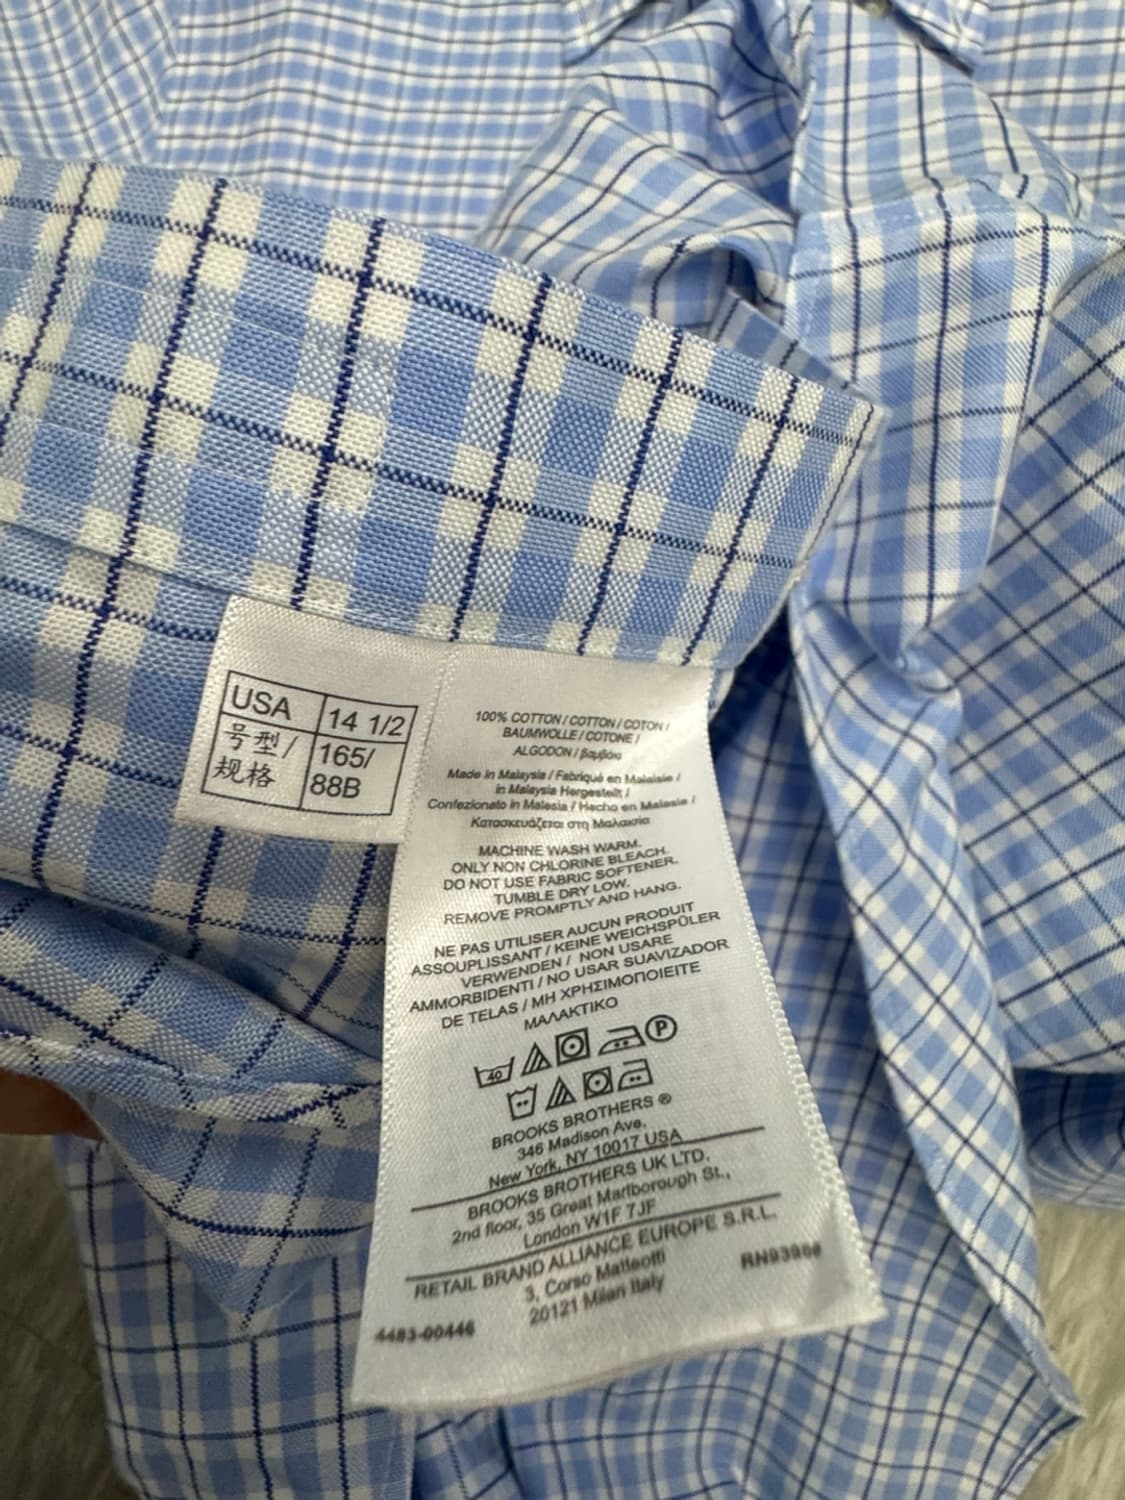 USA 14 1/2
号型/ 165/
规格 88B
100% COTTON / COTTON / COTON /
BAUMWOLLE / COTONE /
ALGODON / βαμβάκι
Made in Malaysia / Fabriqué en Malaisie /
in Malaysia Hergestellt /
Confezionato in Malesia / Hecho en Malasia /
Κατασκευάζεται στη Μαλαισία
MACHINE WASH WARM.
ONLY NON CHLORINE BLEACH.
DO NOT USE FABRIC SOFTENER.
TUMBLE DRY LOW.
REMOVE PROMPTLY AND HANG.
NE PAS UTILISER AUCUN PRODUIT
ASSOUPLISSANT / KEINE WEICHSPÜLER
VERWENDEN / NON USARE
AMMORBIDENTI / NO USAR SUAVIZADOR
DE TELAS / ΜΗ ΧΡΗΣΙΜΟΠΟΙΕΙΤΕ
ΜΑΛΑΚΤΙΚΟ
40 P
BROOKS BROTHERS ®
346 Madison Ave.
New York, NY 10017 USA
BROOKS BROTHERS UK LTD.
2nd floor, 35 Great Marlborough St.,
London W1F 7JF
RETAIL BRAND ALLIANCE EUROPE S.R.L.
3, Corso Matteotti
20121 Milan Italy
4483-00446